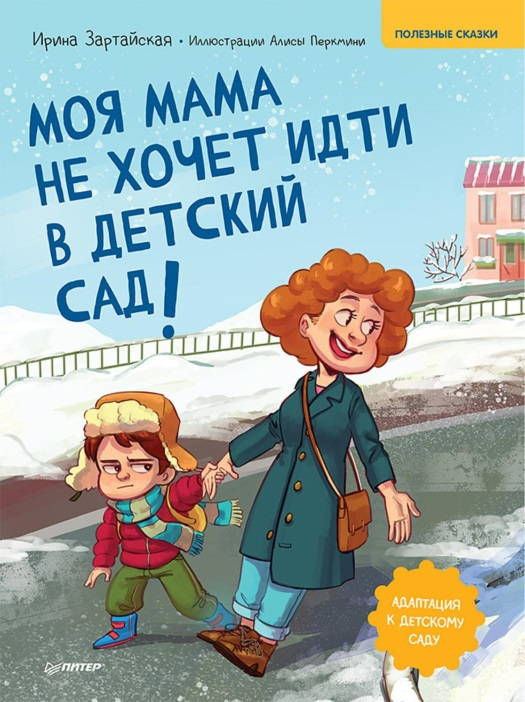 Ирина Зартайская • Иллюстрации Алисы Перкмини
ПОЛЕЗНЫЕ СКАЗКИ
МОЯ МАМА
НЕ ХОЧЕТ ИДТИ
В ДЕТСКИЙ
САД!
АДАПТАЦИЯ
К ДЕТСКОМУ
САДУ
ПИТЕР